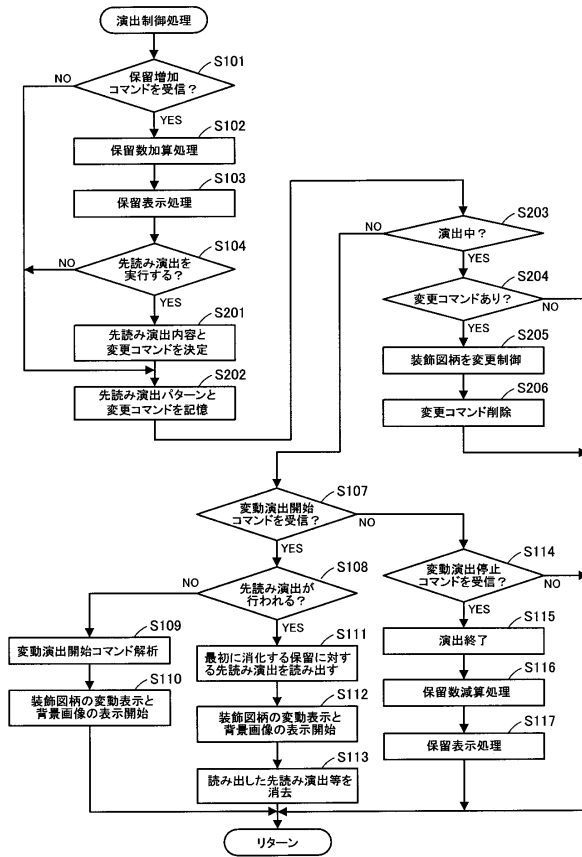 演出制御処理
S101
保留増加
コマンドを受信？
NO
YES
S102
保留数加算処理
S103
保留表示処理
S104
先読み演出を
実行する？
NO
YES
S201
先読み演出内容と
変更コマンドを決定
S202
先読み演出パターンと
変更コマンドを記憶
S203
演出中？
NO
YES
S204
変更コマンドあり？
NO
YES
S205
装飾図柄を変更制御
S206
変更コマンド削除
S107
変動演出開始
コマンドを受信？
NO
YES
S108
先読み演出が
行われる？
NO
YES
S109
変動演出開始コマンド解析
S110
装飾図柄の変動表示と
背景画像の表示開始
S111
最初に消化する保留に対す
る先読み演出を読み出す
S112
装飾図柄の変動表示と
背景画像の表示開始
S113
読み出した先読み演出等を
消去
S114
変動演出停止
コマンドを受信？
NO
YES
S115
演出終了
S116
保留数減算処理
S117
保留表示処理
リターン